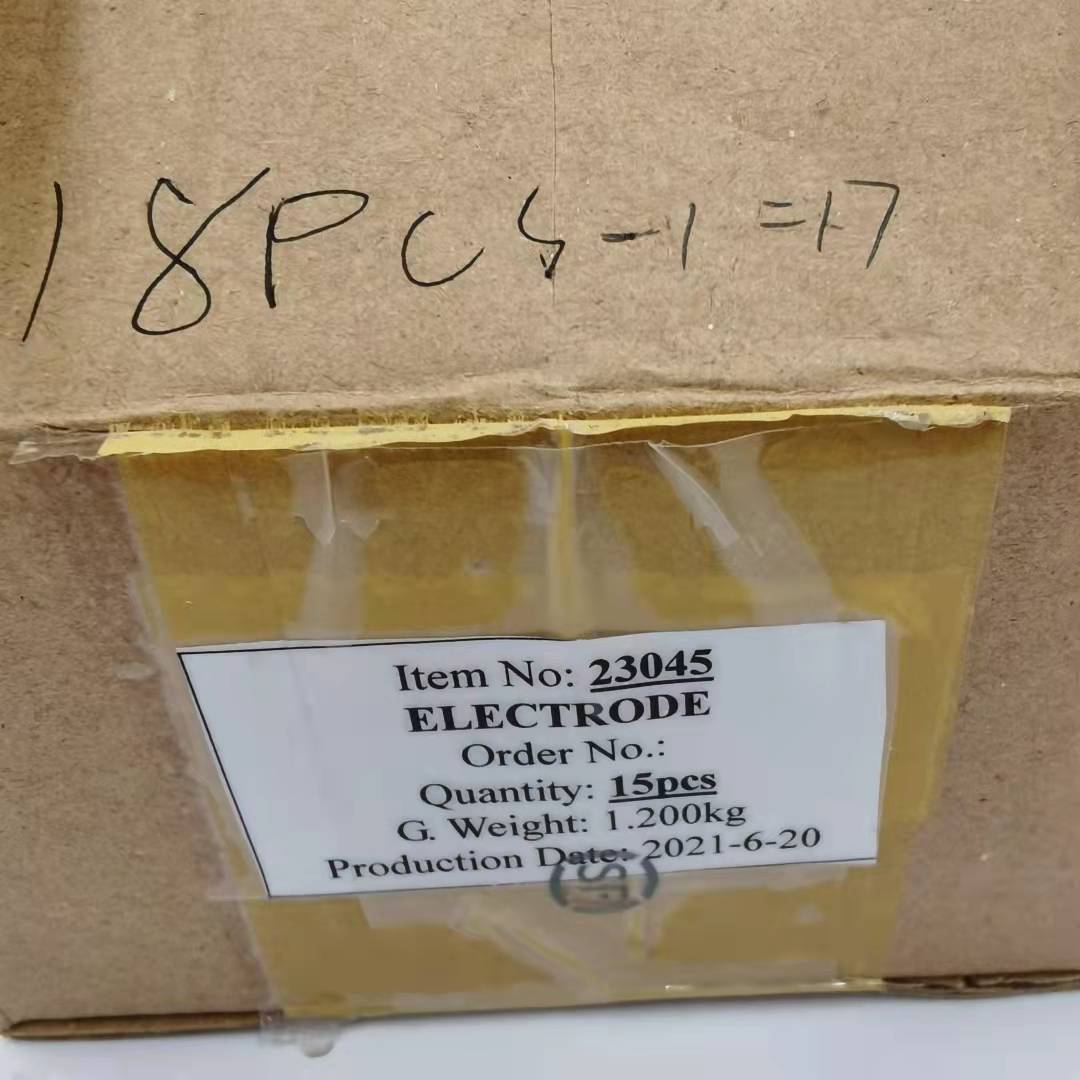 18PCS-1=17
Item No: 23045
ELECTRODE
Order No.:
Quantity: 15pcs
G. Weight: 1.200kg
Production Date: 2021-6-20